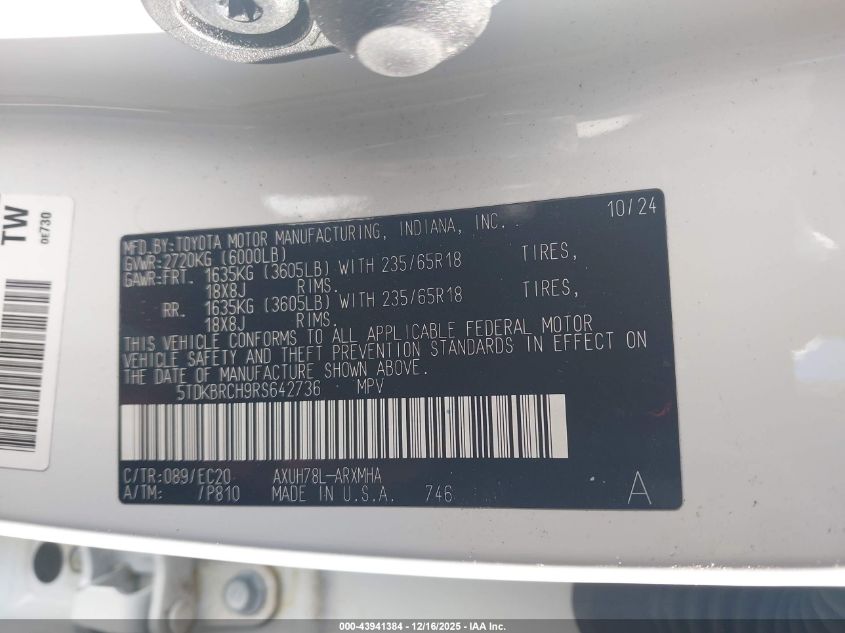 TW
0E730
10/24
MFD.BY:TOYOTA MOTOR MANUFACTURING, INDIANA, INC.
GVWR-2720KG (6000LB)
GAWR:FRT. 1635KG (3605LB) WITH 235/65R18 TIRES,
18X8J RIMS.
RR. 1635KG (3605LB) WITH 235/65R18 TIRES,
18X8J RIMS.
THIS VEHICLE CONFORMS TO ALL APPLICABLE FEDERAL MOTOR
VEHICLE SAFETY AND THEFT PREVENTION STANDARDS IN EFFECT ON
THE DATE OF MANUFACTURE SHOWN ABOVE.
5TDKBRCH9RS642736 MPV
C/TR:089/EC20 AXUH78L-ARXMHA
A/TM: /P810 MADE IN U.S.A. 746 A
000-43941384 - 12/16/2025 - IAA Inc.